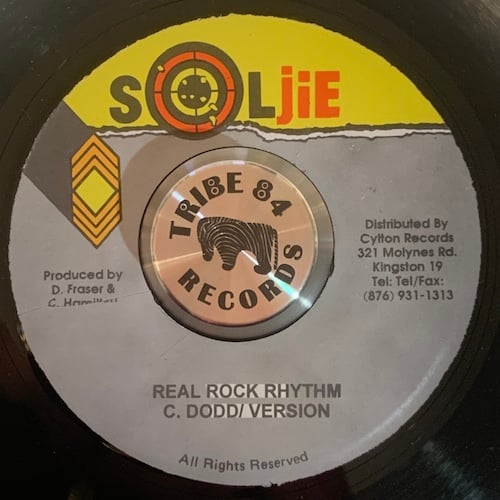 SOLjiE
TRIBE 84
RECORDS
Produced by
D. Fraser &
C.
Distributed By
Cytton Records
321 Molynes Rd.
Kingston 19
Tel: Tel/Fax:
(876) 931-1313
REAL ROCK RHYTHM
C. DODD/ VERSION
All Rights Reserved